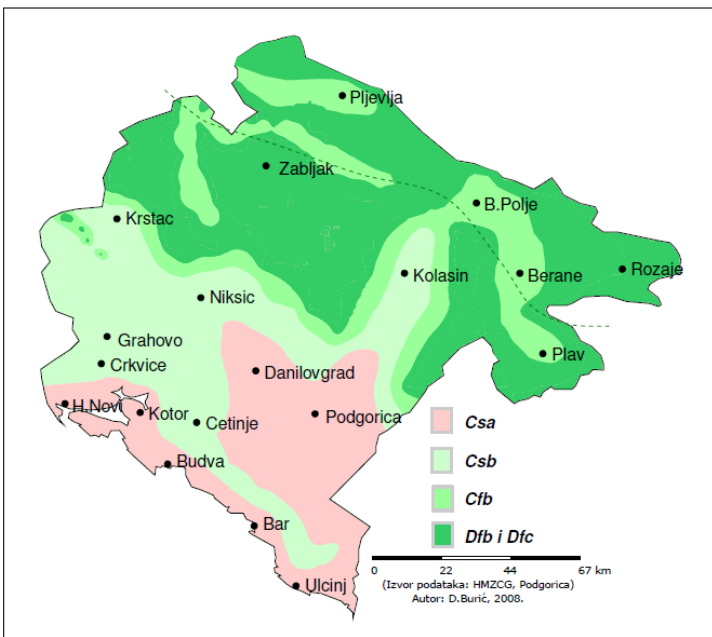 Pljevlja
Zabljak
B.Polje
Krstac
Kolasin
Berane
Rozaje
Niksic
Grahovo
Crkvice
Danilovgrad
Plav
H.Novi
Kotor
Cetinje
Podgorica
Budva
Bar
Ulcinj
Csa
Csb
Cfb
Dfb i Dfc
0 22 44 67 km
(Izvor podataka: HMZCG, Podgorica)
Autor: D.Burić, 2008.